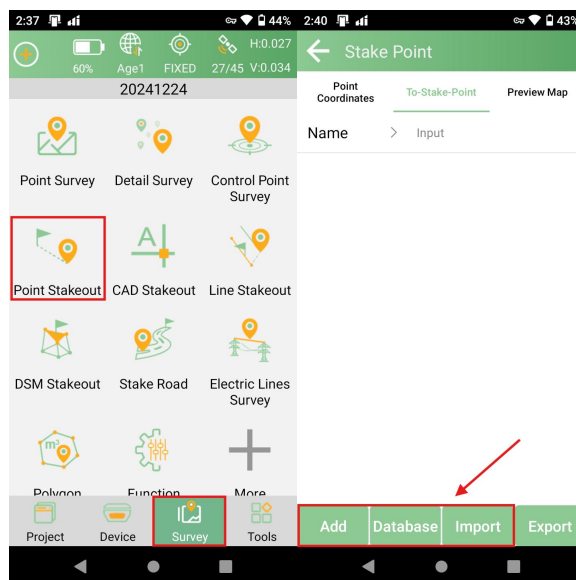 2:37
44%
60%
Age1
FIXED
27/45
H:0.027
V:0.034
20241224
Point Survey
Detail Survey
Control Point
Survey
A
Point Stakeout
CAD Stakeout
Line Stakeout
DSM Stakeout
Stake Road
Electric Lines
Survey
m³
Polygon
Function
More
Project
Device
Survey
Tools
2:40
43%
Stake Point
Point
Coordinates
To-Stake-Point
Preview Map
Name
Input
Add
Database
Import
Export